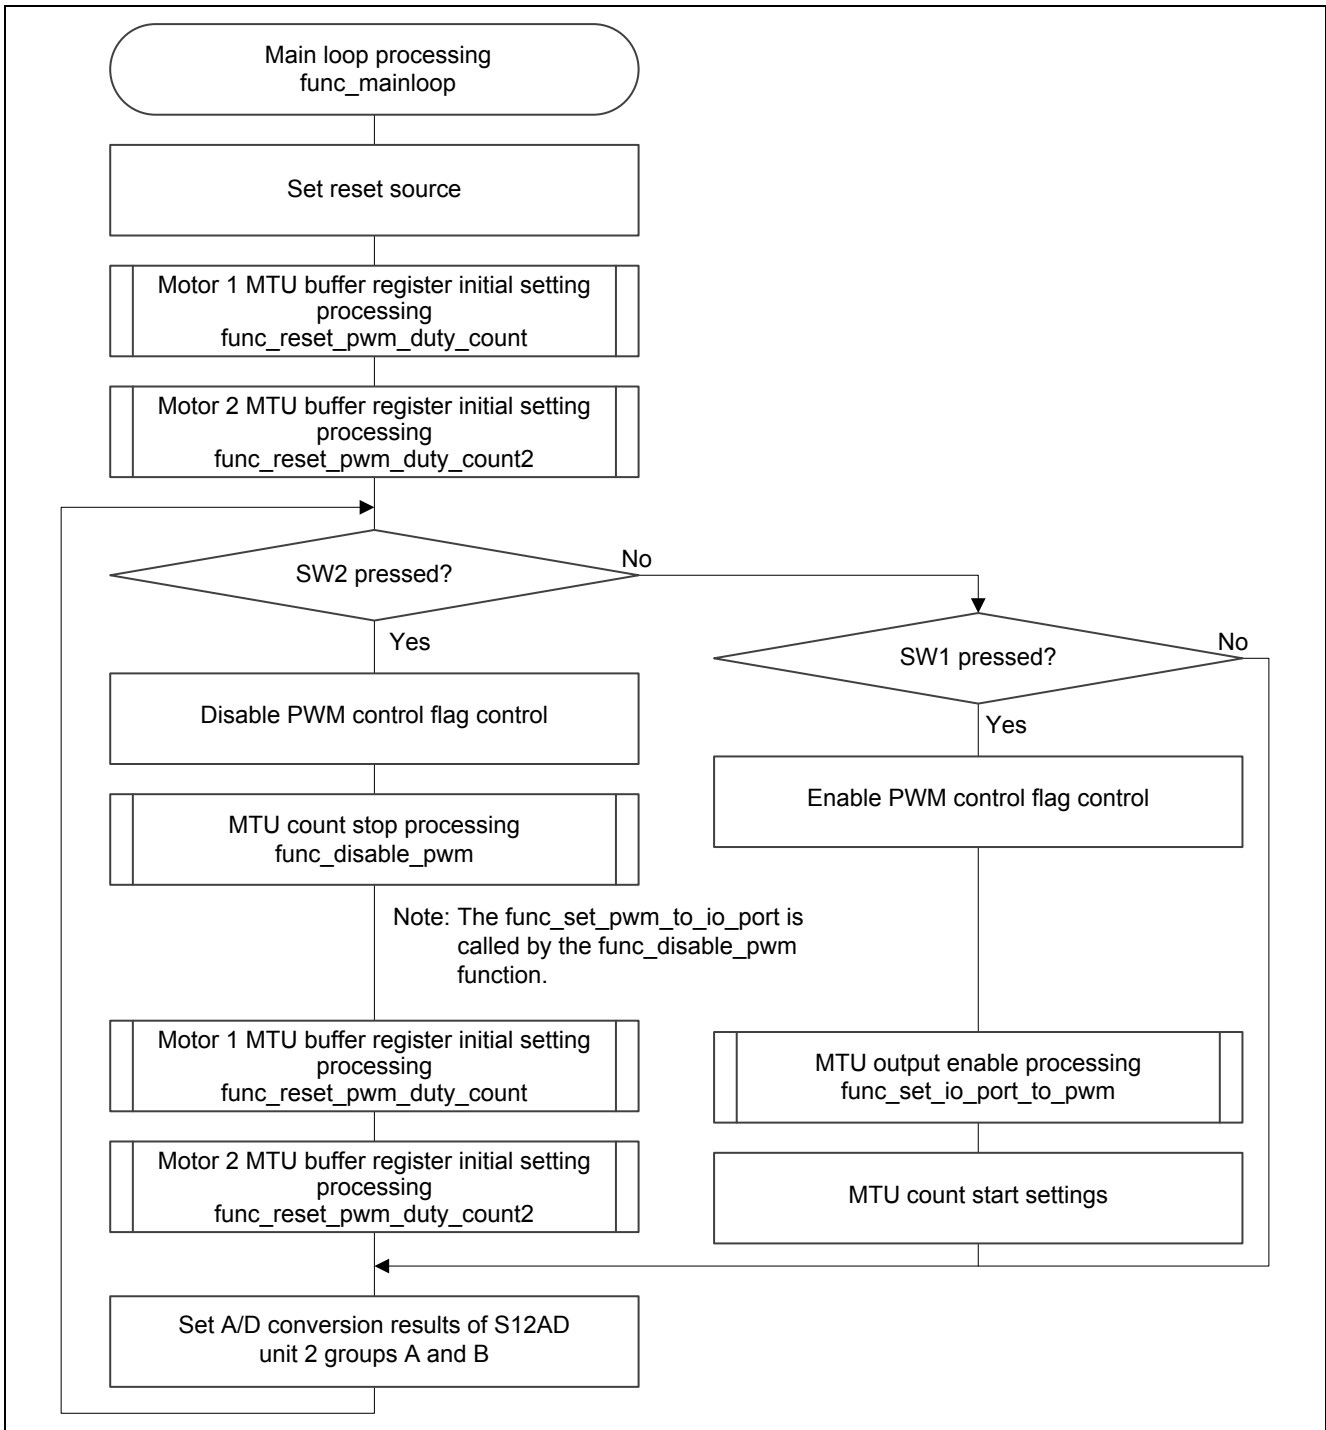 Main loop processing
func_mainloop
Set reset source
Motor 1 MTU buffer register initial setting
processing
func_reset_pwm_duty_count
Motor 2 MTU buffer register initial setting
processing
func_reset_pwm_duty_count2
SW2 pressed?
No
Yes
SW1 pressed?
No
Yes
Disable PWM control flag control
Enable PWM control flag control
MTU count stop processing
func_disable_pwm
Note: The func_set_pwm_to_io_port is
called by the func_disable_pwm
function.
Motor 1 MTU buffer register initial setting
processing
func_reset_pwm_duty_count
MTU output enable processing
func_set_io_port_to_pwm
Motor 2 MTU buffer register initial setting
processing
func_reset_pwm_duty_count2
MTU count start settings
Set A/D conversion results of S12AD
unit 2 groups A and B